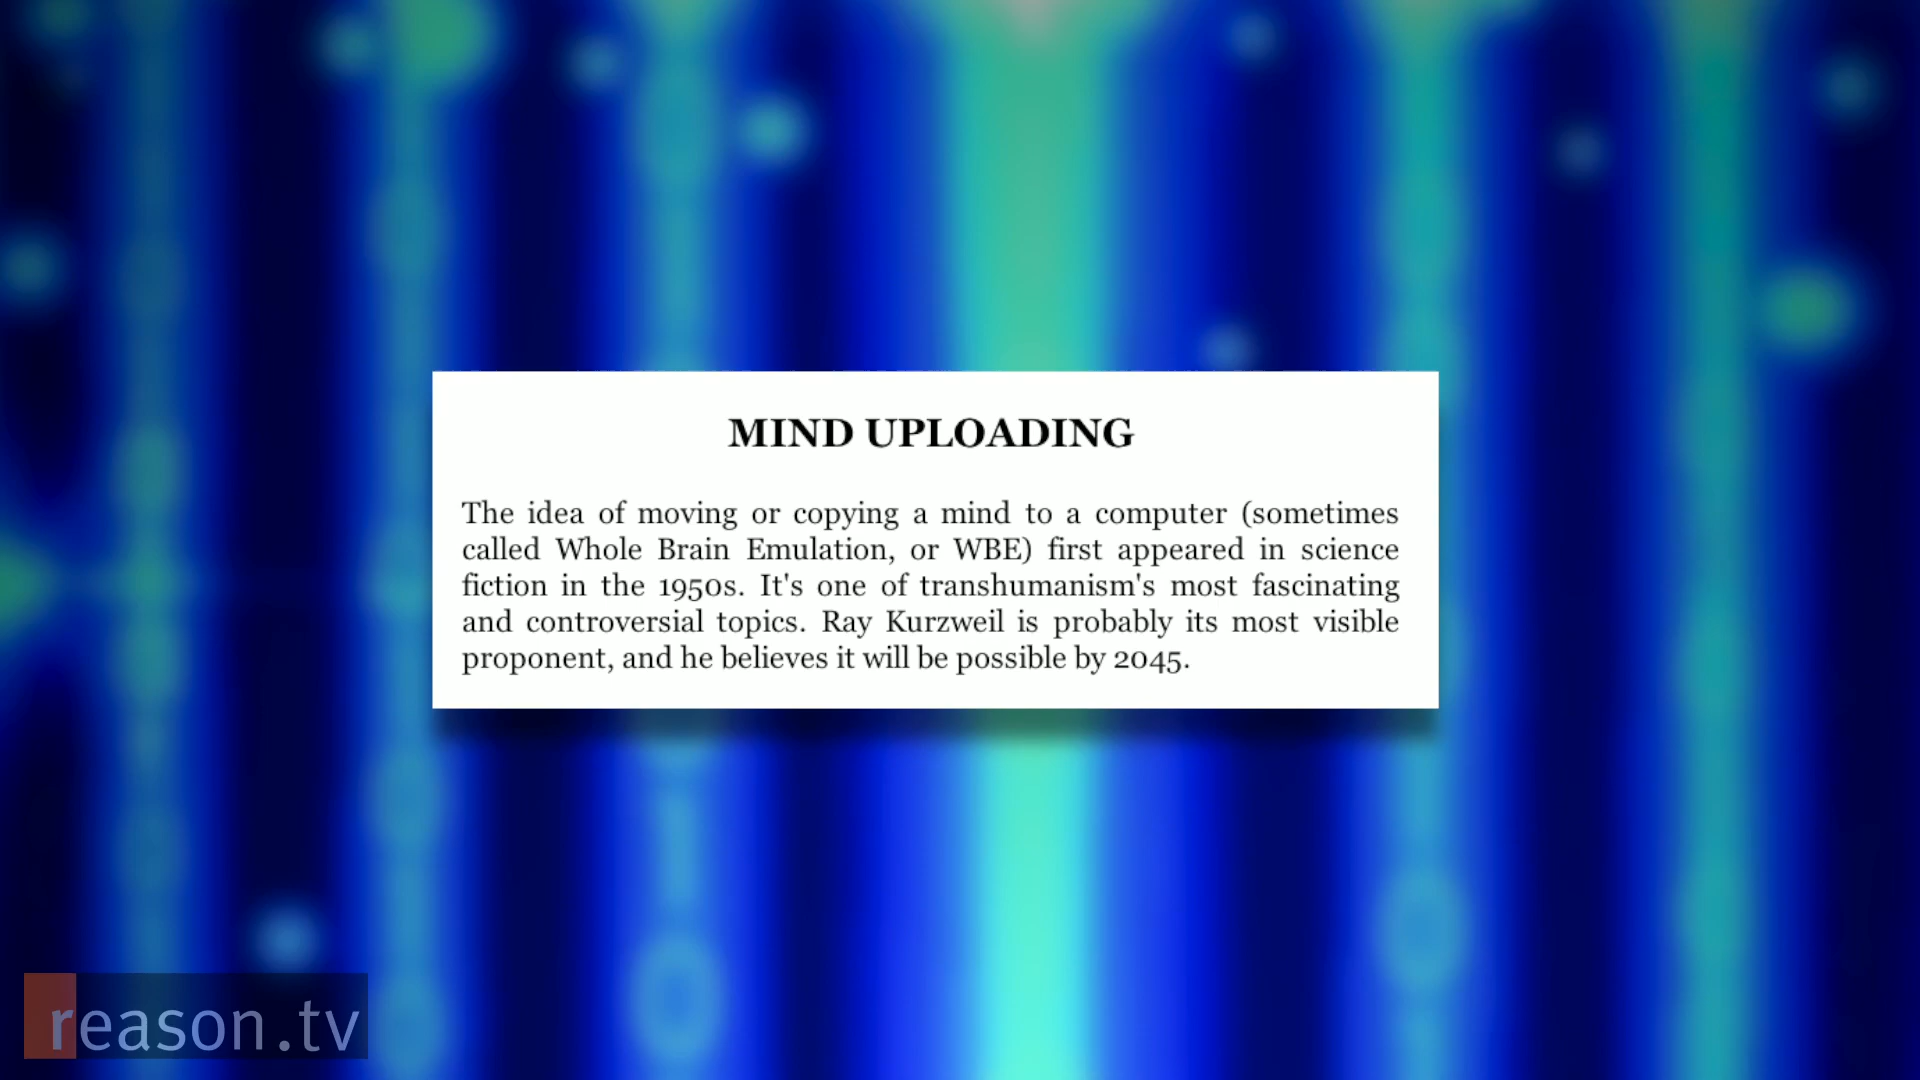 MIND UPLOADING
The idea of moving or copying a mind to a computer (sometimes
called Whole Brain Emulation, or WBE) first appeared in science
fiction in the 1950s. It's one of transhumanism's most fascinating
and controversial topics. Ray Kurzweil is probably its most visible
proponent, and he believes it will be possible by 2045.
reason.tv